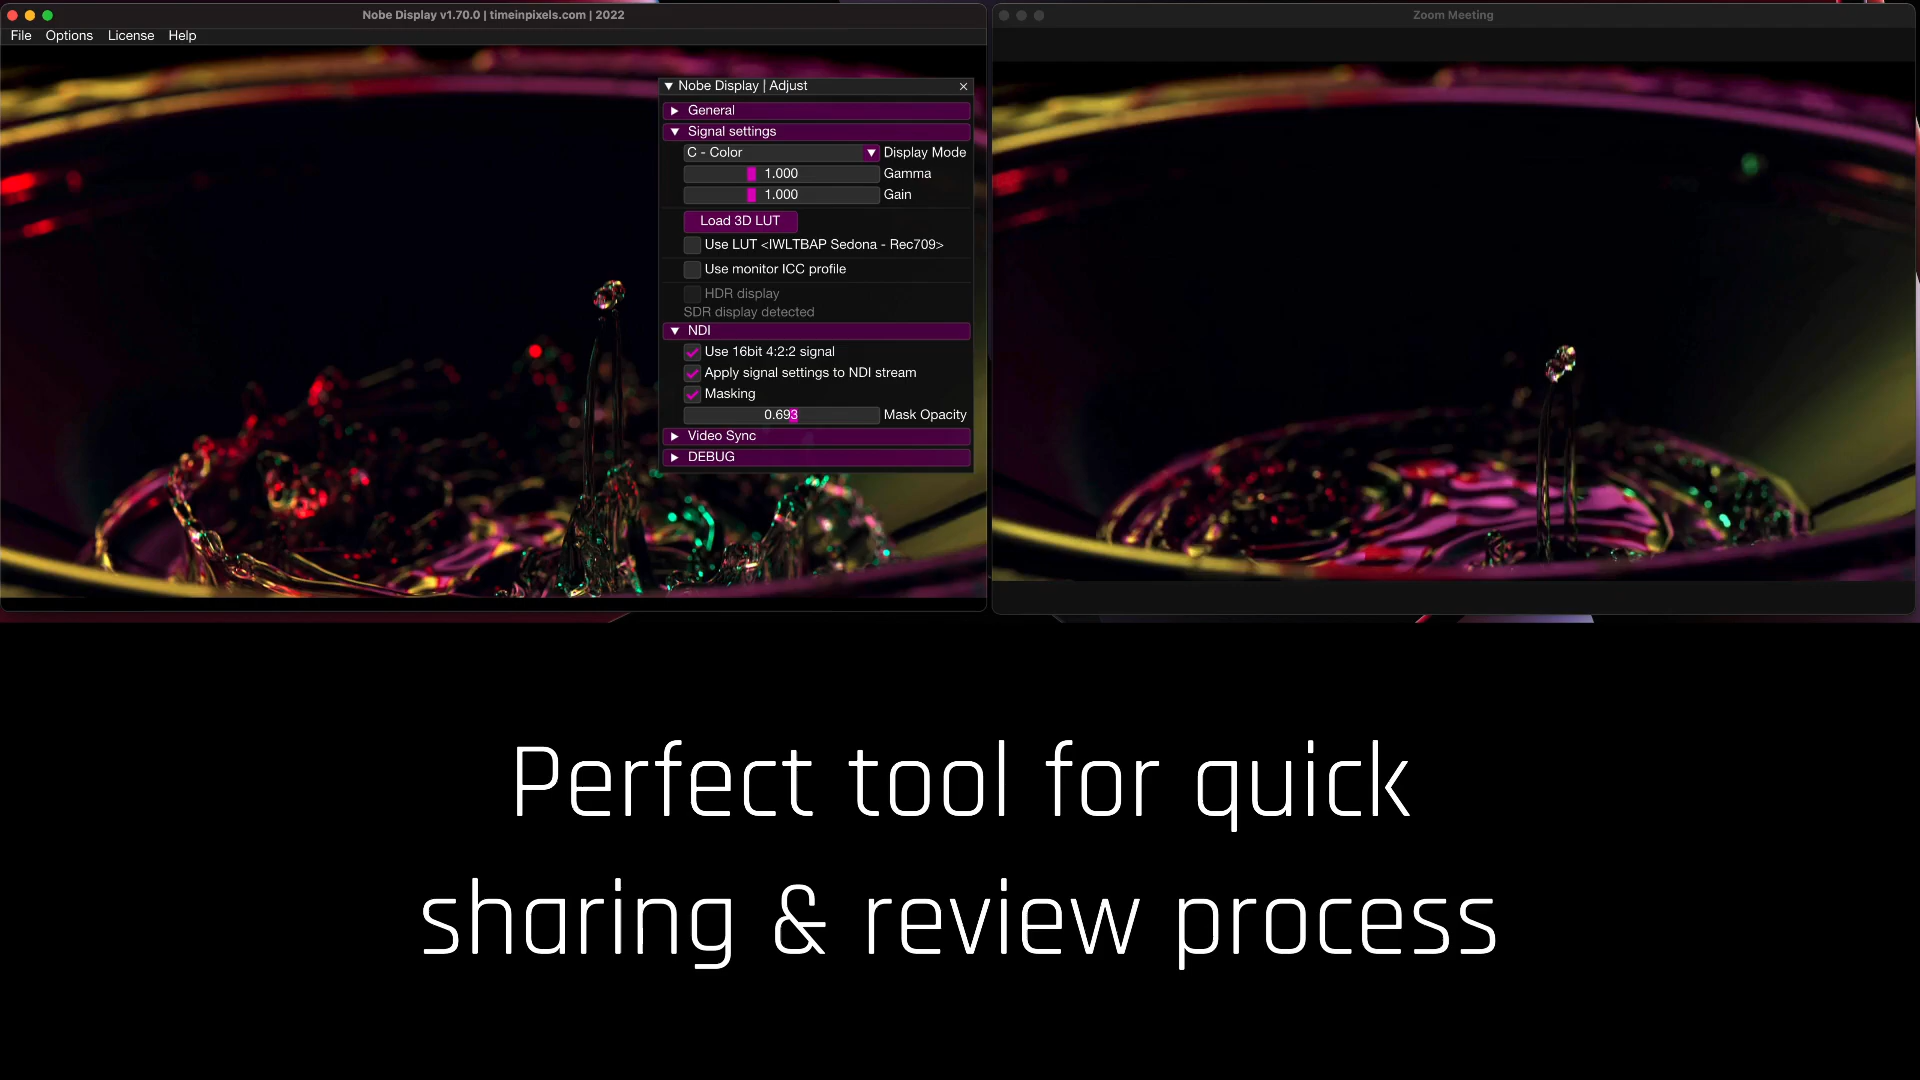 Nobe Display v1.70.0 | timeinpixels.com | 2022
File Options License Help
Nobe Display | Adjust
General
Signal settings
C - Color Display Mode
1.000 Gamma
1.000 Gain
Load 3D LUT
Use LUT <IWLTBAP Sedona - Rec709>
Use monitor ICC profile
HDR display
SDR display detected
NDI
Use 16bit 4:2:2 signal
Apply signal settings to NDI stream
Masking
0.693 Mask Opacity
Video Sync
DEBUG
Zoom Meeting
Perfect tool for quick
sharing & review process